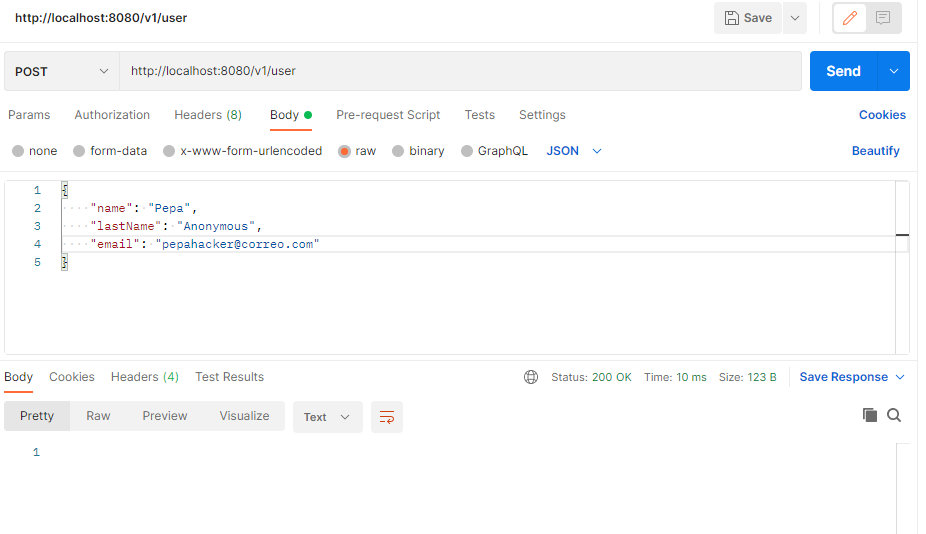 http://localhost:8080/v1/user Save
POST http://localhost:8080/v1/user Send
Params Authorization Headers (8) Body Pre-request Script Tests Settings Cookies
none form-data x-www-form-urlencoded raw binary GraphQL JSON Beautify
1 {
2 ····"name":·"Pepa",
3 ····"lastName":·"Anonymous",
4 ····"email":·"pepahacker@correo.com"
5 }
Body Cookies Headers (4) Test Results Status: 200 OK Time: 10 ms Size: 123 B Save Response
Pretty Raw Preview Visualize Text
1